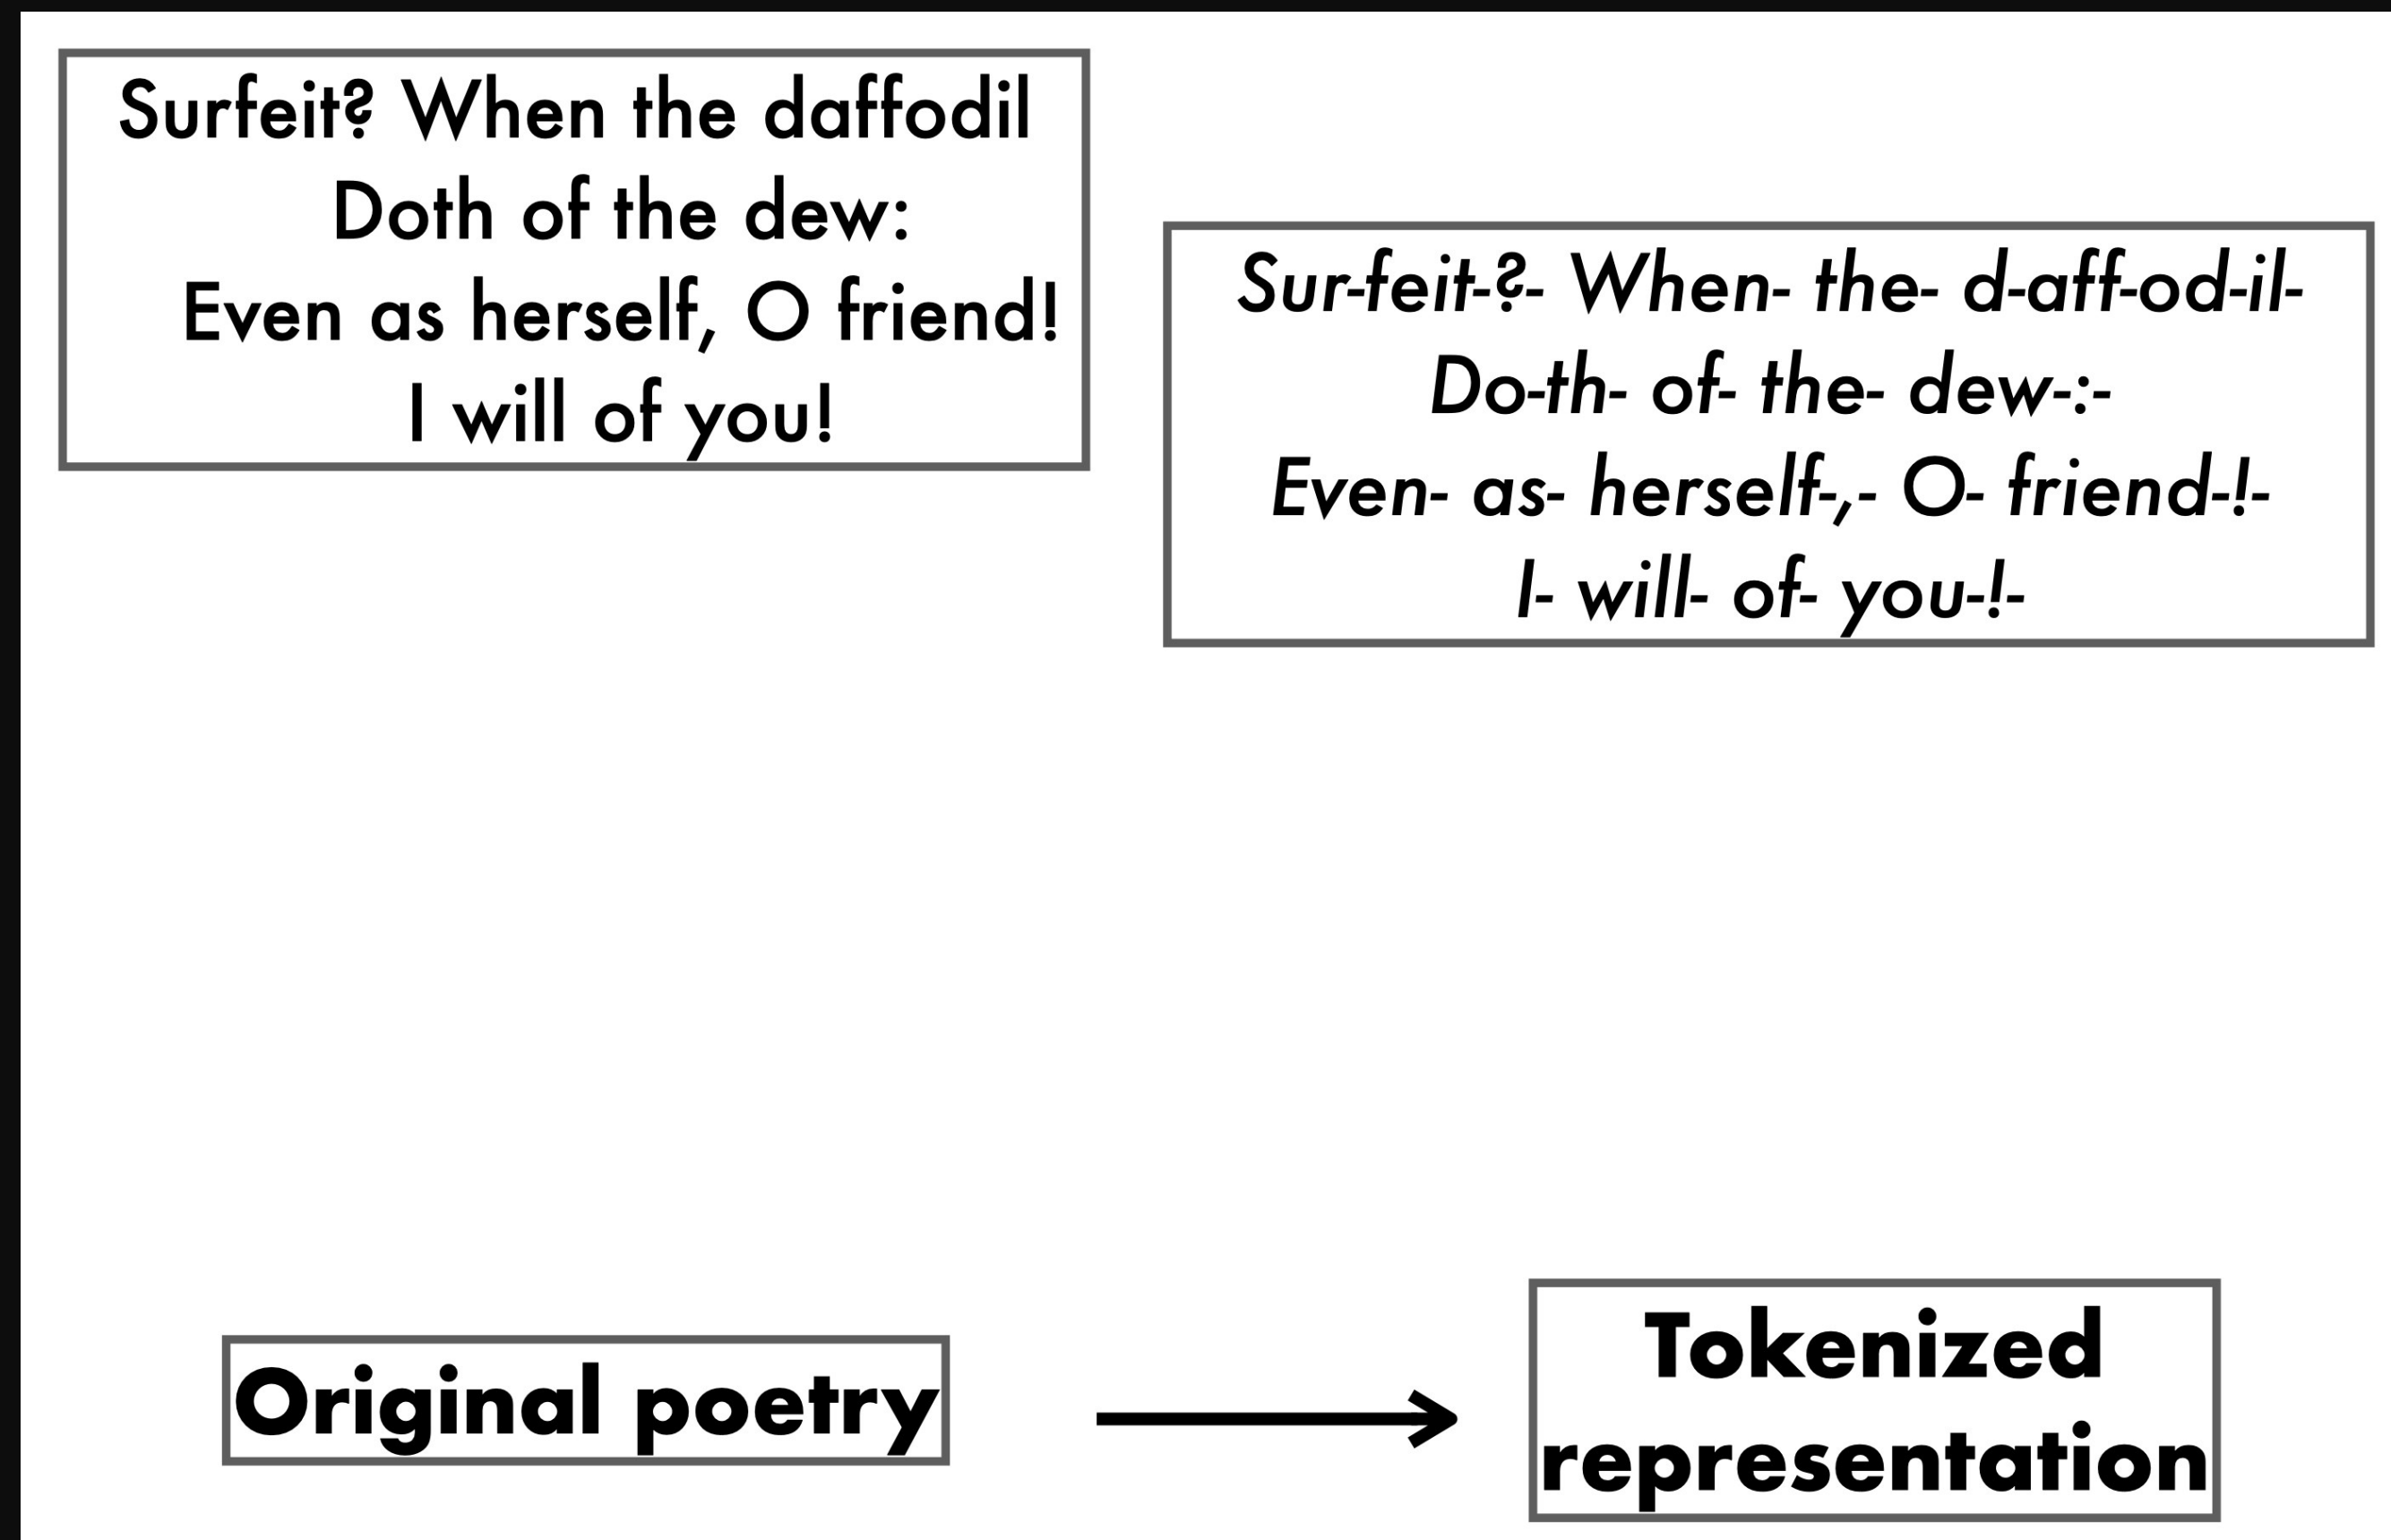 Surfeit? When the daffodil
Doth of the dew:
Even as herself, O friend!
I will of you!
Sur-feit-?- When- the- d-aff-od-il-
Do-th- of- the- dew-:-
Even- as- herself-,- O- friend-!-
I- will- of- you-!-
Original poetry
Tokenized
representation